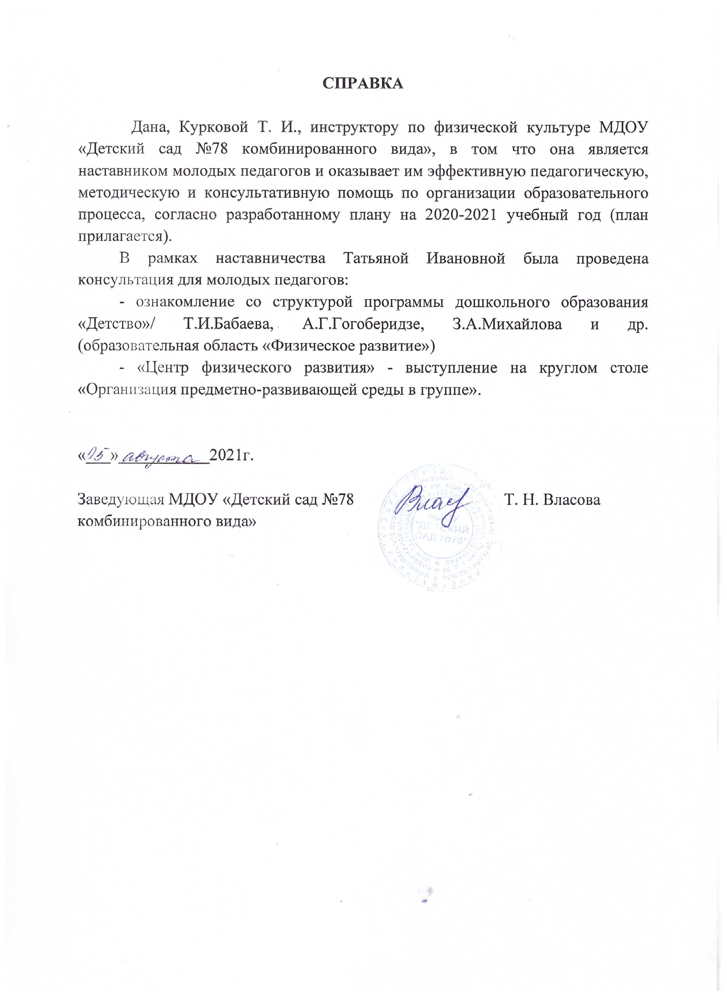 СПРАВКА
Дана, Курковой Т. И., инструктору по физической культуре МДОУ
«Детский сад №78 комбинированного вида», в том что она является
наставником молодых педагогов и оказывает им эффективную педагогическую,
методическую и консультативную помощь по организации образовательного
процесса, согласно разработанному плану на 2020-2021 учебный год (план
прилагается).
В рамках наставничества Татьяной Ивановной была проведена
консультация для молодых педагогов:
- ознакомление со структурой программы дошкольного образования
«Детство»/ Т.И.Бабаева, А.Г.Гогоберидзе, З.А.Михайлова и др.
(образовательная область «Физическое развитие»)
- «Центр физического развития» - выступление на круглом столе
«Организация предметно-развивающей среды в группе».
«05» августа 2021г.
Заведующая МДОУ «Детский сад №78
комбинированного вида»
Влас
Т. Н. Власова
МДОУ
"ДЕТСКИЙ
САД №78"